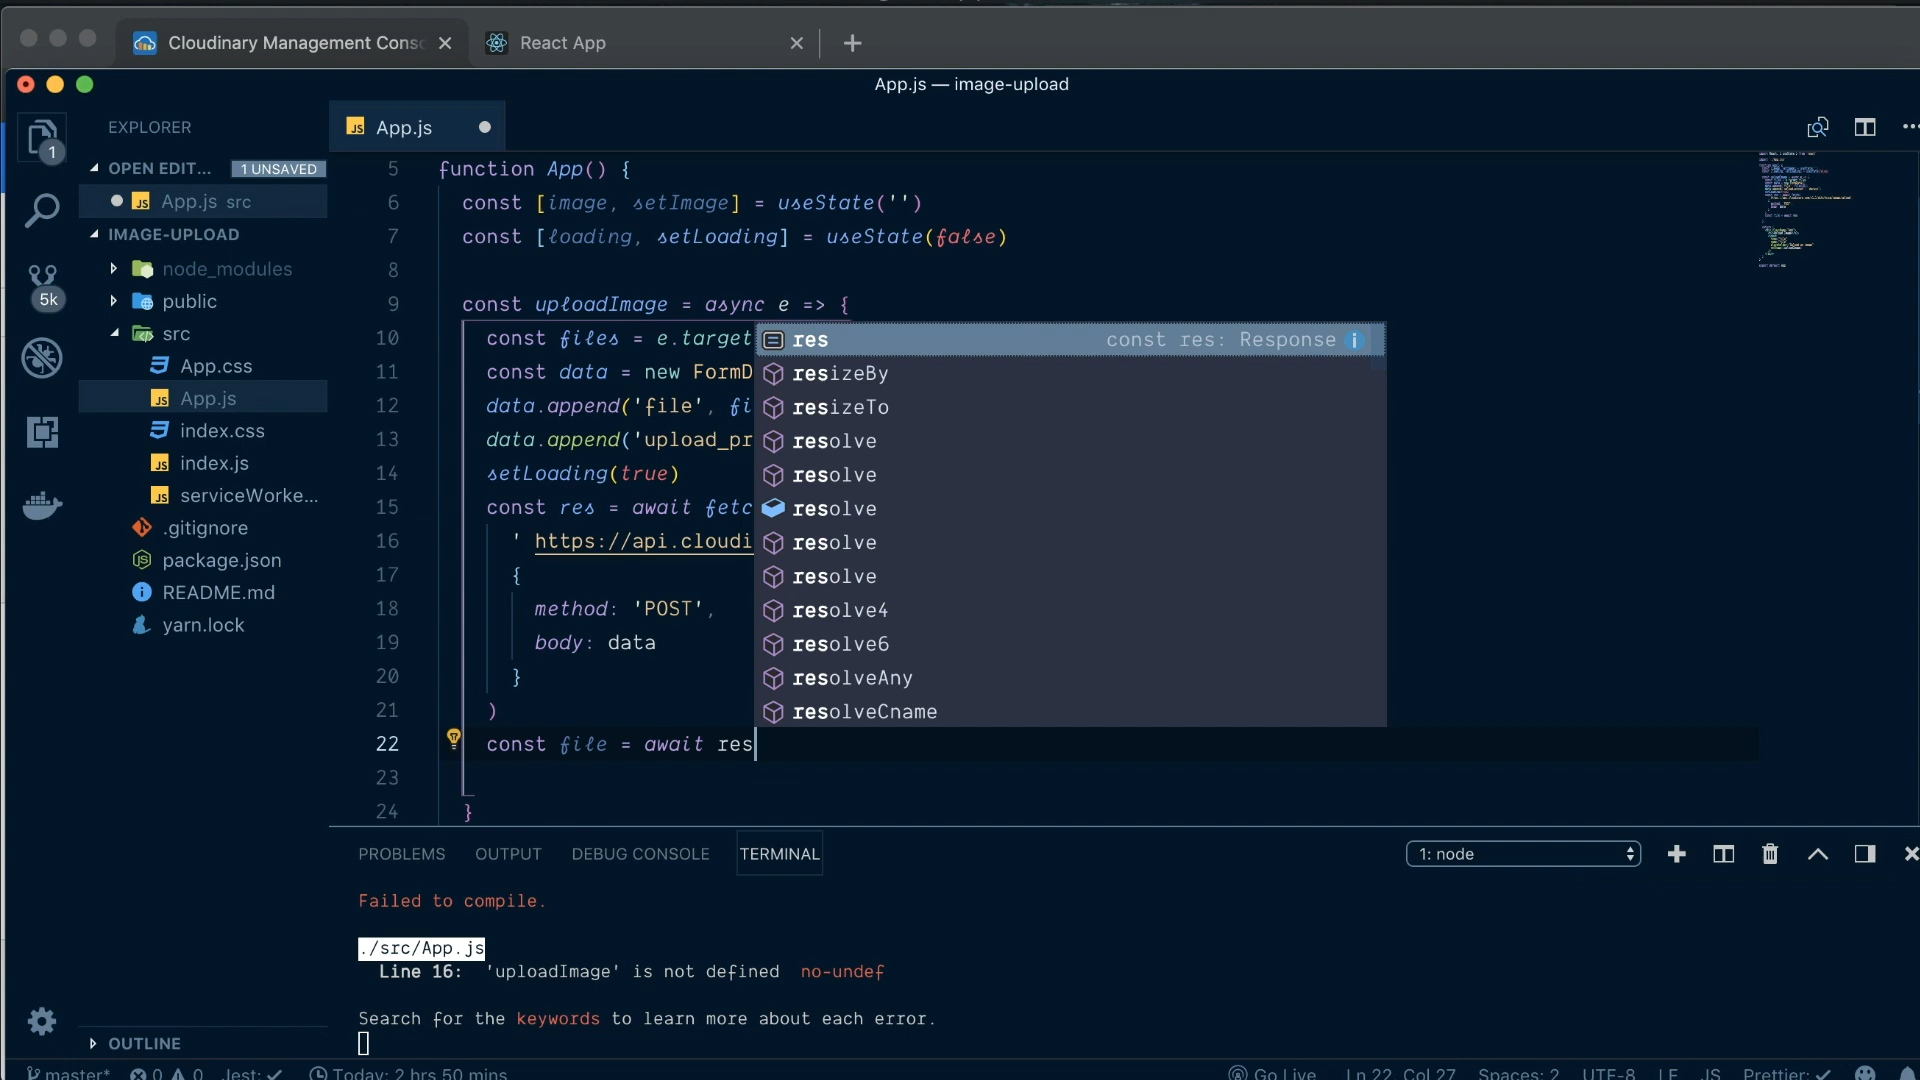 Cloudinary Management Conso
React App
App.js — image-upload
EXPLORER
OPEN EDIT... 1 UNSAVED
App.js src
IMAGE-UPLOAD
node_modules
public
src
App.css
App.js
index.css
index.js
serviceWorke...
.gitignore
package.json
README.md
yarn.lock
OUTLINE
1
5k
App.js
5 function App() {
6 const [image, setImage] = useState('')
7 const [loading, setLoading] = useState(false)
8
9 const uploadImage = async e => {
10 const files = e.target
11 const data = new FormD
12 data.append('file', fi
13 data.append('upload_pr
14 setLoading(true)
15 const res = await fetc
16 ' https://api.cloudi
17 {
18 method: 'POST',
19 body: data
20 }
21 )
22 const file = await res
23
24 }
res const res: Response
resizeBy
resizeTo
resolve
resolve
resolve
resolve
resolve
resolve4
resolve6
resolveAny
resolveCname
PROBLEMS OUTPUT DEBUG CONSOLE TERMINAL
1: node
Failed to compile.
./src/App.js
Line 16: 'uploadImage' is not defined no-undef
Search for the keywords to learn more about each error.
master* 0 0 Jest: Today: 2 hrs 50 mins
Go Live Ln 22, Col 27 Spaces: 2 UTF-8 LF JS Prettier: